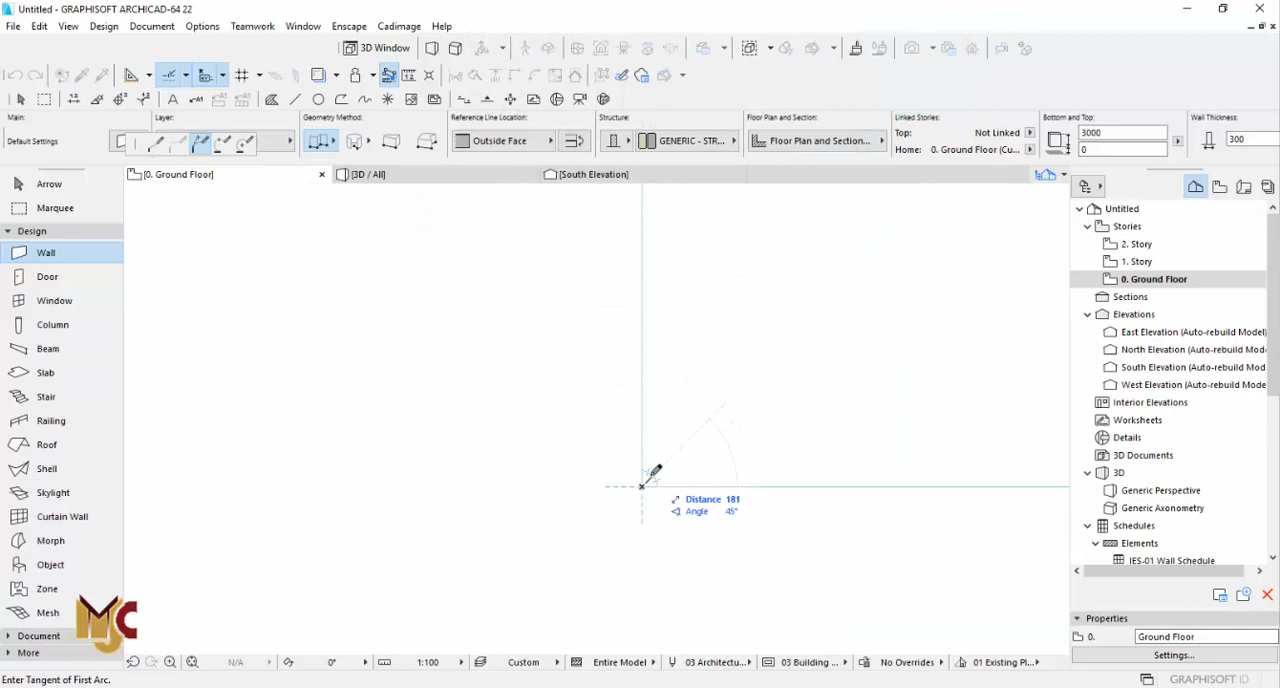 Untitled - GRAPHISOFT ARCHICAD-64 22
File Edit View Design Document Options Teamwork Window Enscape Cadimage Help
3D Window
Main: Layer: Geometry Method: Reference Line Location: Structure: Floor Plan and Section: Linked Stories: Bottom and Top: Wall Thickness:
Default Settings
Outside Face
GENERIC - STR...
Floor Plan and Section...
Top: Not Linked
Home: 0. Ground Floor (Cu...
3000
0
300
[0. Ground Floor]
[3D / All]
[South Elevation]
Arrow
Marquee
Design
Wall
Door
Window
Column
Beam
Slab
Stair
Railing
Roof
Shell
Skylight
Curtain Wall
Morph
Object
Zone
Mesh
Document
More
MJC
Distance 181
Angle 45°
Untitled
Stories
2. Story
1. Story
0. Ground Floor
Sections
Elevations
East Elevation (Auto-rebuild Model)
North Elevation (Auto-rebuild Mod
South Elevation (Auto-rebuild Mod
West Elevation (Auto-rebuild Mode
Interior Elevations
Worksheets
Details
3D Documents
3D
Generic Perspective
Generic Axonometry
Schedules
Elements
IES-01 Wall Schedule
Properties
0. Ground Floor
Settings...
N/A 0° 1:100 Custom Entire Model 03 Architectu... 03 Building ... No Overrides 01 Existing Pl...
Enter Tangent of First Arc.
GRAPHISOFT ID